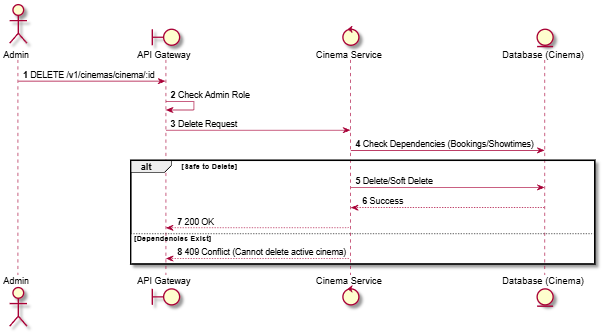 Admin
API Gateway
Cinema Service
Database (Cinema)
1 DELETE /v1/cinemas/cinema/:id
2 Check Admin Role
3 Delete Request
4 Check Dependencies (Bookings/Showtimes)
alt [Safe to Delete]
5 Delete/Soft Delete
6 Success
7 200 OK
[Dependencies Exist]
8 409 Conflict (Cannot delete active cinema)
Admin
API Gateway
Cinema Service
Database (Cinema)